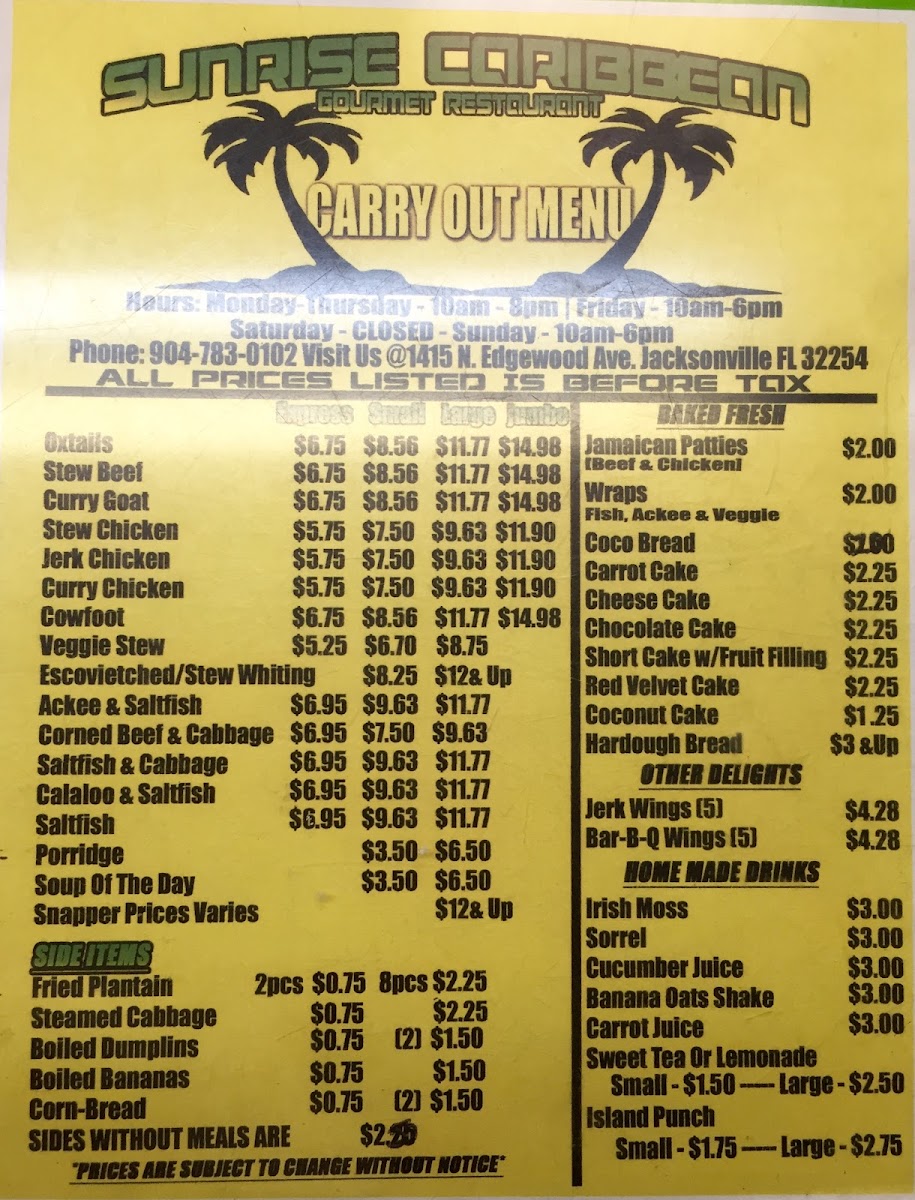 SUNRISE CARIBBEAN
GOURMET RESTAURANT
CARRY OUT MENU
Hours: Monday-Thursday - 10am - 8pm | Friday - 10am-6pm
Saturday - CLOSED - Sunday - 10am-6pm
Phone: 904-783-0102 Visit Us @1415 N. Edgewood Ave. Jacksonville FL 32254
ALL PRICES LISTED IS BEFORE TAX
Express Small Large Jumbo
Oxtails $6.75 $8.56 $11.77 $14.98
Stew Beef $6.75 $8.56 $11.77 $14.98
Curry Goat $6.75 $8.56 $11.77 $14.98
Stew Chicken $5.75 $7.50 $9.63 $11.90
Jerk Chicken $5.75 $7.50 $9.63 $11.90
Curry Chicken $5.75 $7.50 $9.63 $11.90
Cowfoot $6.75 $8.56 $11.77 $14.98
Veggie Stew $5.25 $6.70 $8.75
Escovietched/Stew Whiting $8.25 $12& Up
Ackee & Saltfish $6.95 $9.63 $11.77
Corned Beef & Cabbage $6.95 $7.50 $9.63
Saltfish & Cabbage $6.95 $9.63 $11.77
Calaloo & Saltfish $6.95 $9.63 $11.77
Saltfish $6.95 $9.63 $11.77
Porridge $3.50 $6.50
Soup Of The Day $3.50 $6.50
Snapper Prices Varies $12& Up
SIDE ITEMS
Fried Plantain 2pcs $0.75 8pcs $2.25
Steamed Cabbage $0.75 $2.25
Boiled Dumplins $0.75 (2) $1.50
Boiled Bananas $0.75 $1.50
Corn-Bread $0.75 (2) $1.50
SIDES WITHOUT MEALS ARE
*PRICES ARE SUBJECT TO CHANGE WITHOUT NOTICE*
BAKED FRESH
Jamaican Patties $2.00
[Beef & Chicken]
Wraps $2.00
Fish, Ackee & Veggie
Coco Bread
Carrot Cake $2.25
Cheese Cake $2.25
Chocolate Cake $2.25
Short Cake w/Fruit Filling $2.25
Red Velvet Cake $2.25
Coconut Cake $1.25
Hardough Bread $3 &Up
OTHER DELIGHTS
Jerk Wings (5) $4.28
Bar-B-Q Wings (5) $4.28
HOME MADE DRINKS
Irish Moss $3.00
Sorrel $3.00
Cucumber Juice $3.00
Banana Oats Shake $3.00
Carrot Juice $3.00
Sweet Tea Or Lemonade
Small - $1.50 ---- Large - $2.50
Island Punch
Small - $1.75 ---- Large - $2.75